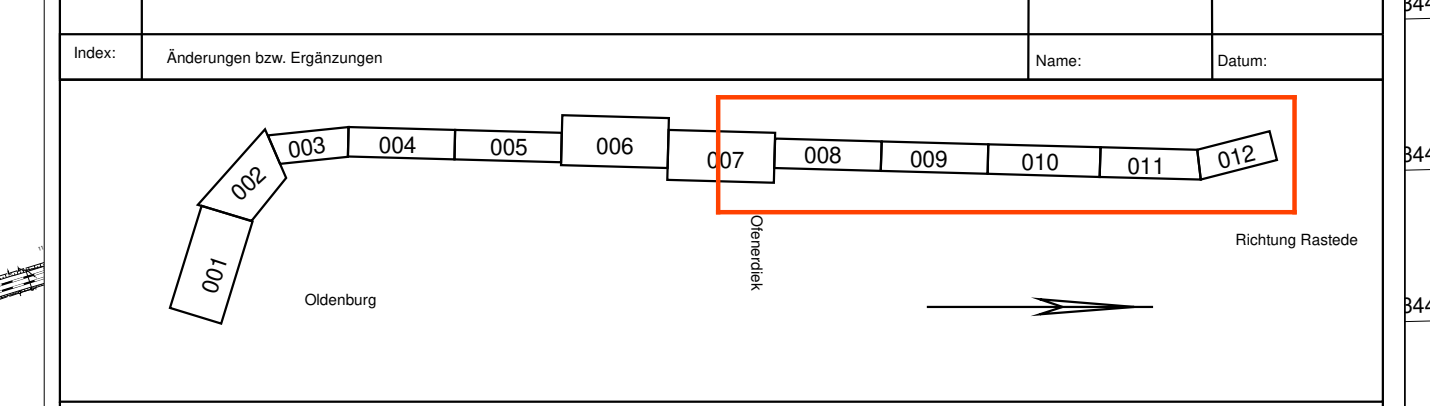 Index:
Änderungen bzw. Ergänzungen
Name:
Datum:
001
002
003
004
005
006
007
008
009
010
011
012
Ofenerdiek
Richtung Rastede
Oldenburg